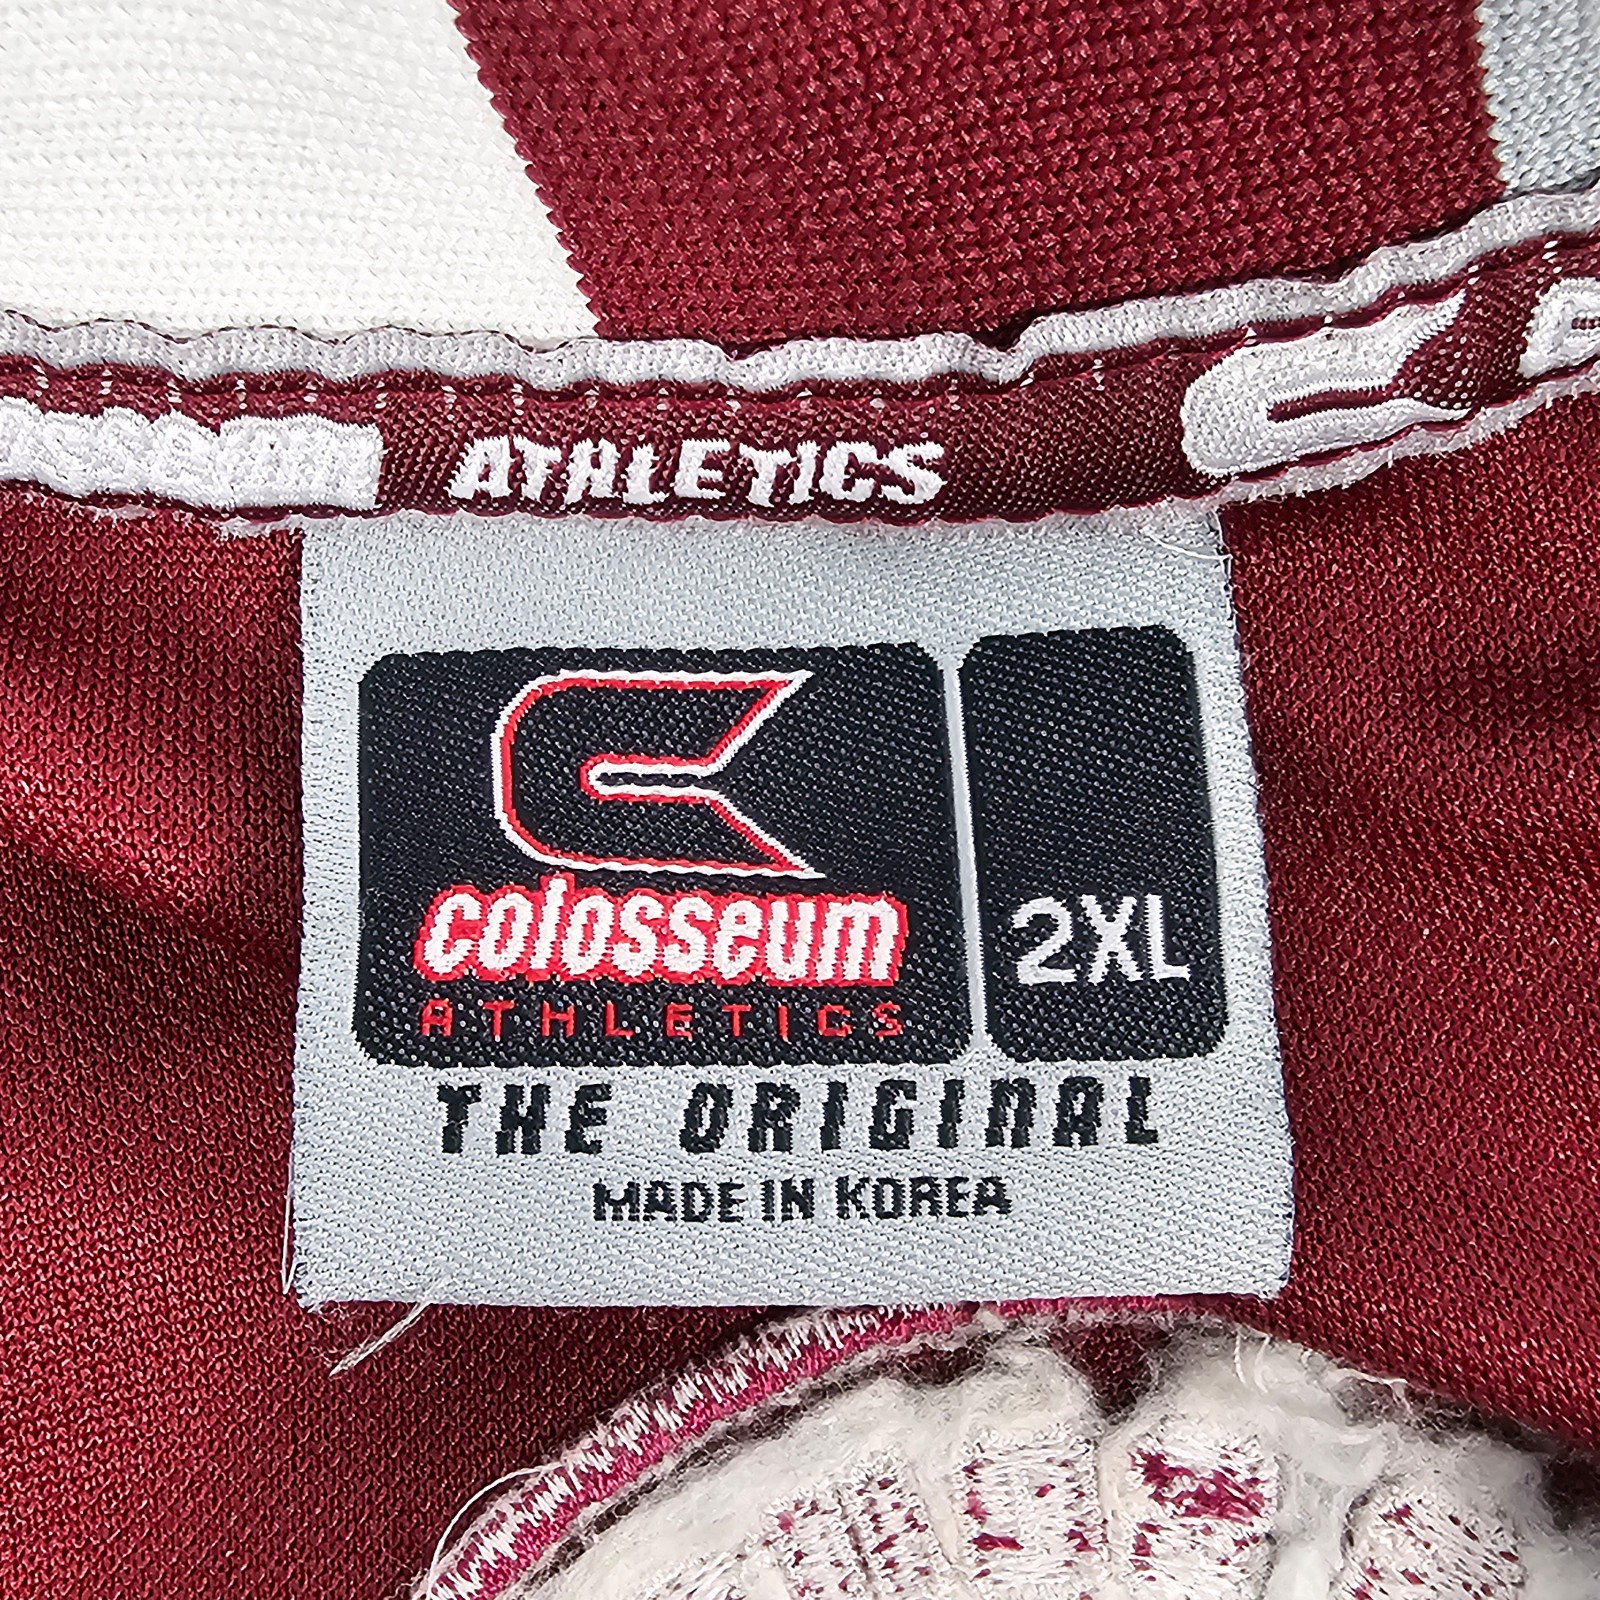 ATHLETICS
colosseum
ATHLETICS
2XL
THE ORIGINAL
MADE IN KOREA